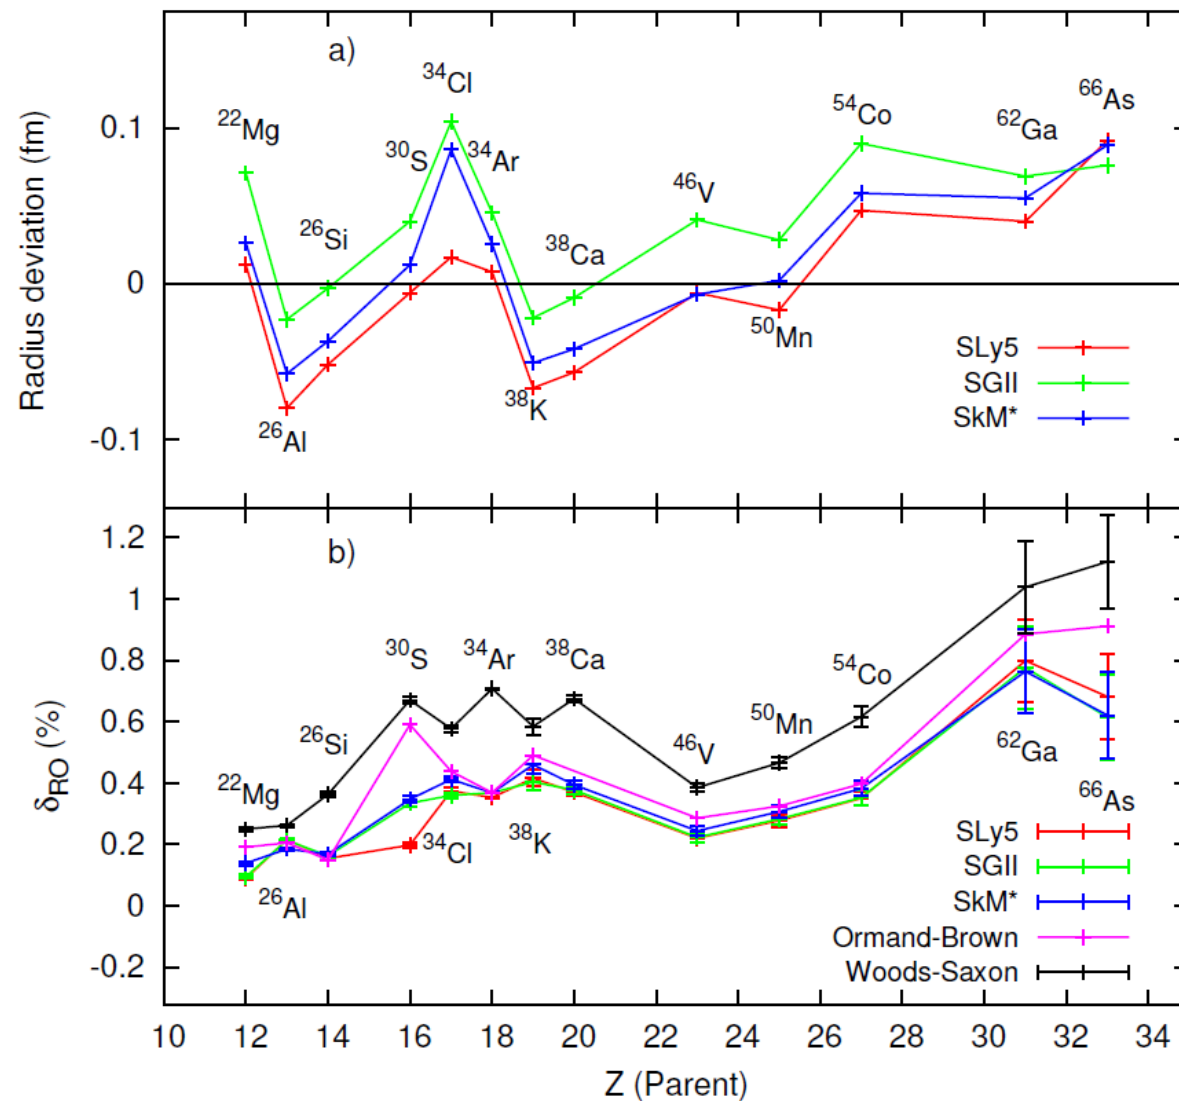 a)
Radius deviation (fm)
0.1
0
-0.1
²²Mg
²⁶Al
²⁶Si
³⁰S
³⁴Cl
³⁴Ar
³⁸K
³⁸Ca
⁴⁶V
⁵⁰Mn
⁵⁴Co
⁶²Ga
⁶⁶As
SLy5
SGII
SkM*
b)
δRO (%)
1.2
1
0.8
0.6
0.4
0.2
0
-0.2
²²Mg
²⁶Al
²⁶Si
³⁰S
³⁴Cl
³⁴Ar
³⁸K
³⁸Ca
⁴⁶V
⁵⁰Mn
⁵⁴Co
⁶²Ga
⁶⁶As
SLy5
SGII
SkM*
Ormand-Brown
Woods-Saxon
10 12 14 16 18 20 22 24 26 28 30 32 34
Z (Parent)